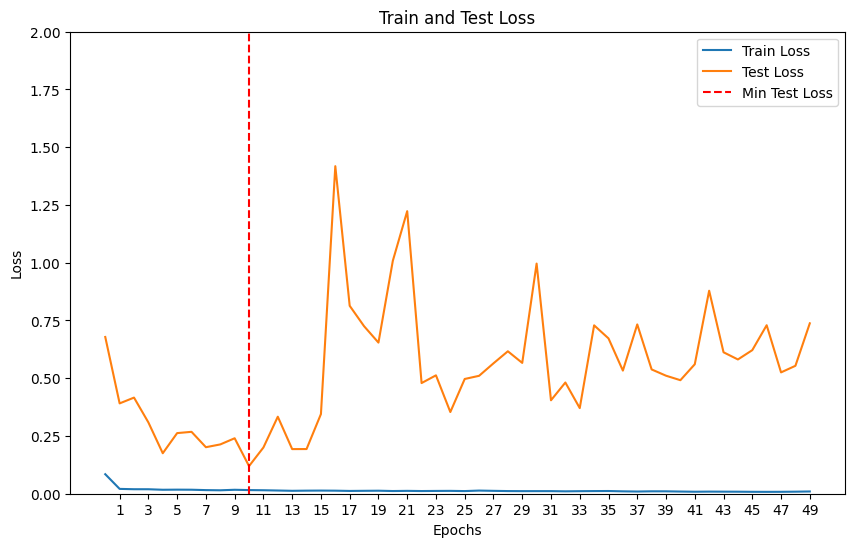 Train and Test Loss
Train Loss
Test Loss
Min Test Loss
2.00
1.75
1.50
1.25
1.00
0.75
0.50
0.25
0.00
Loss
1 3 5 7 9 11 13 15 17 19 21 23 25 27 29 31 33 35 37 39 41 43 45 47 49
Epochs